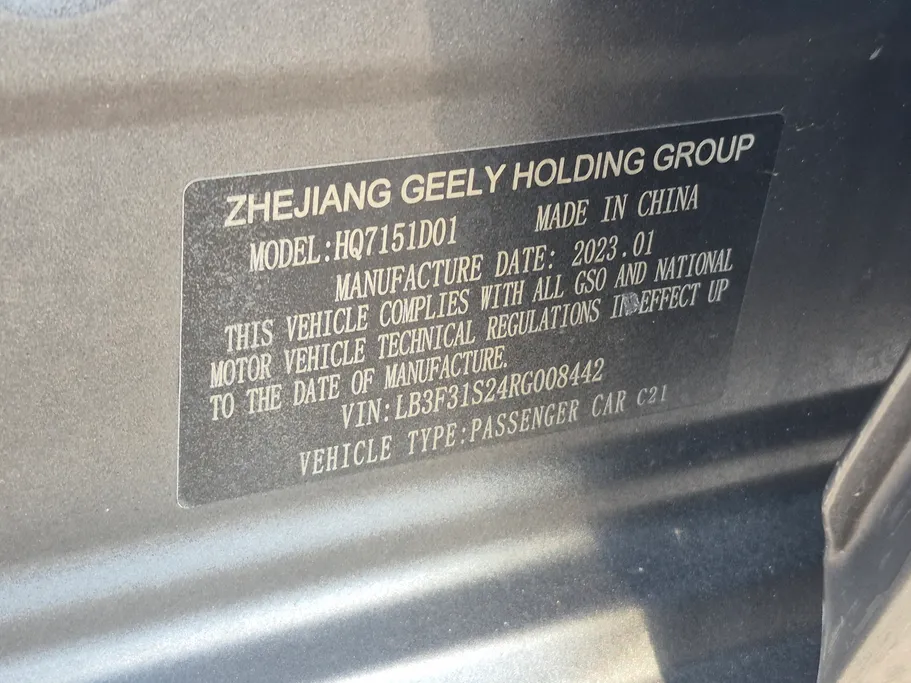 ZHEJIANG GEELY HOLDING GROUP
MODEL:HQ7151D01 MADE IN CHINA
MANUFACTURE DATE: 2023.01
THIS VEHICLE COMPLIES WITH ALL GSO AND NATIONAL
MOTOR VEHICLE TECHNICAL REGULATIONS IN EFFECT UP
TO THE DATE OF MANUFACTURE.
VIN:LB3F31S24RG008442
VEHICLE TYPE:PASSENGER CAR C21